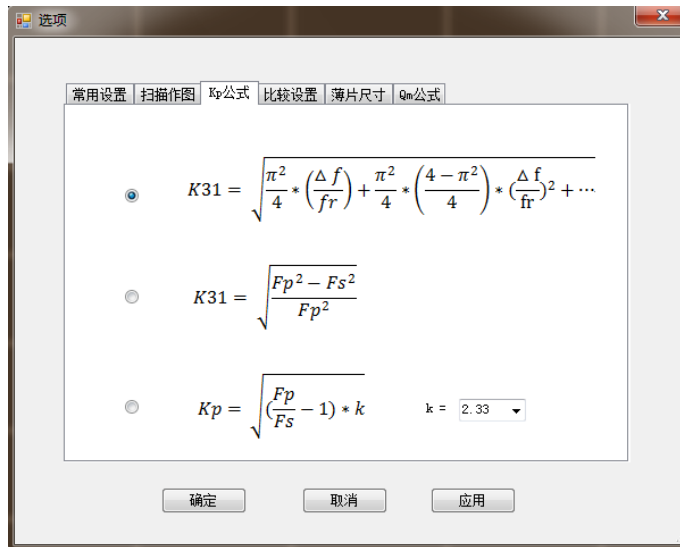 选项
常用设置 扫描作图 Kp公式 比较设置 薄片尺寸 Qm公式
K31 = √(π²/4 * (Δ f/fr) + π²/4 * ((4 − π²)/4) * (Δ f/fr)² + ⋯)
K31 = √((Fp² − Fs²)/Fp²)
Kp = √((Fp/Fs − 1) * k) k = 2.33
确定 取消 应用